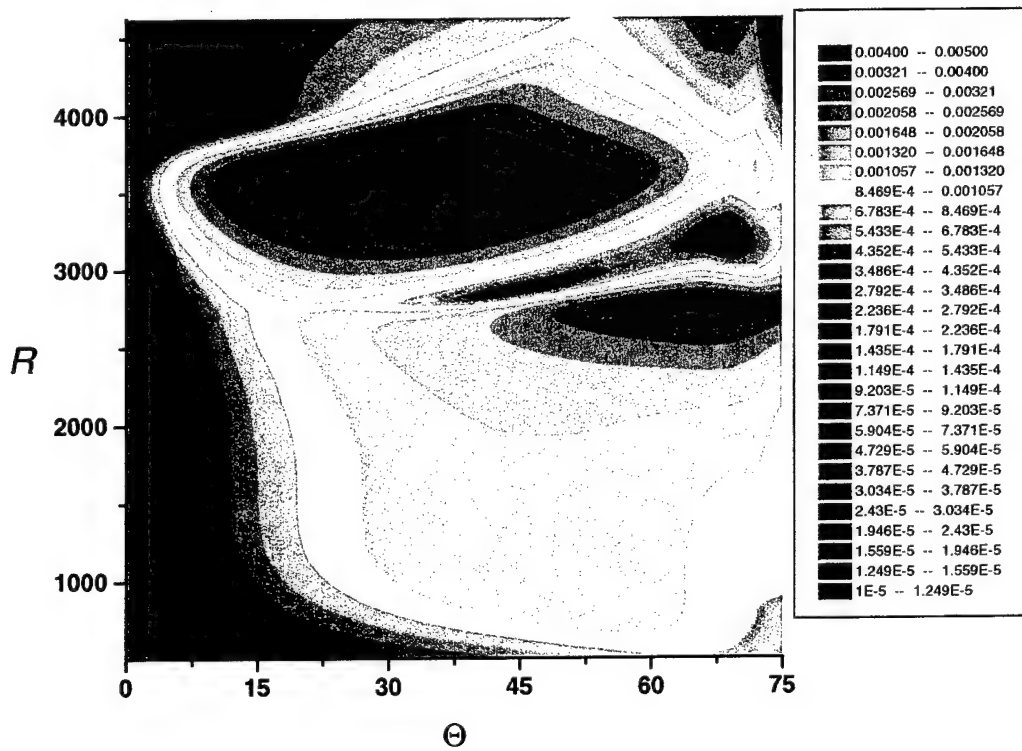 4000
3000
2000
1000
R
0 15 30 45 60 75
Θ
0.00400 -- 0.00500
0.00321 -- 0.00400
0.002569 -- 0.00321
0.002058 -- 0.002569
0.001648 -- 0.002058
0.001320 -- 0.001648
0.001057 -- 0.001320
8.469E-4 -- 0.001057
6.783E-4 -- 8.469E-4
5.433E-4 -- 6.783E-4
4.352E-4 -- 5.433E-4
3.486E-4 -- 4.352E-4
2.792E-4 -- 3.486E-4
2.236E-4 -- 2.792E-4
1.791E-4 -- 2.236E-4
1.435E-4 -- 1.791E-4
1.149E-4 -- 1.435E-4
9.203E-5 -- 1.149E-4
7.371E-5 -- 9.203E-5
5.904E-5 -- 7.371E-5
4.729E-5 -- 5.904E-5
3.787E-5 -- 4.729E-5
3.034E-5 -- 3.787E-5
2.43E-5 -- 3.034E-5
1.946E-5 -- 2.43E-5
1.559E-5 -- 1.946E-5
1.249E-5 -- 1.559E-5
1E-5 -- 1.249E-5